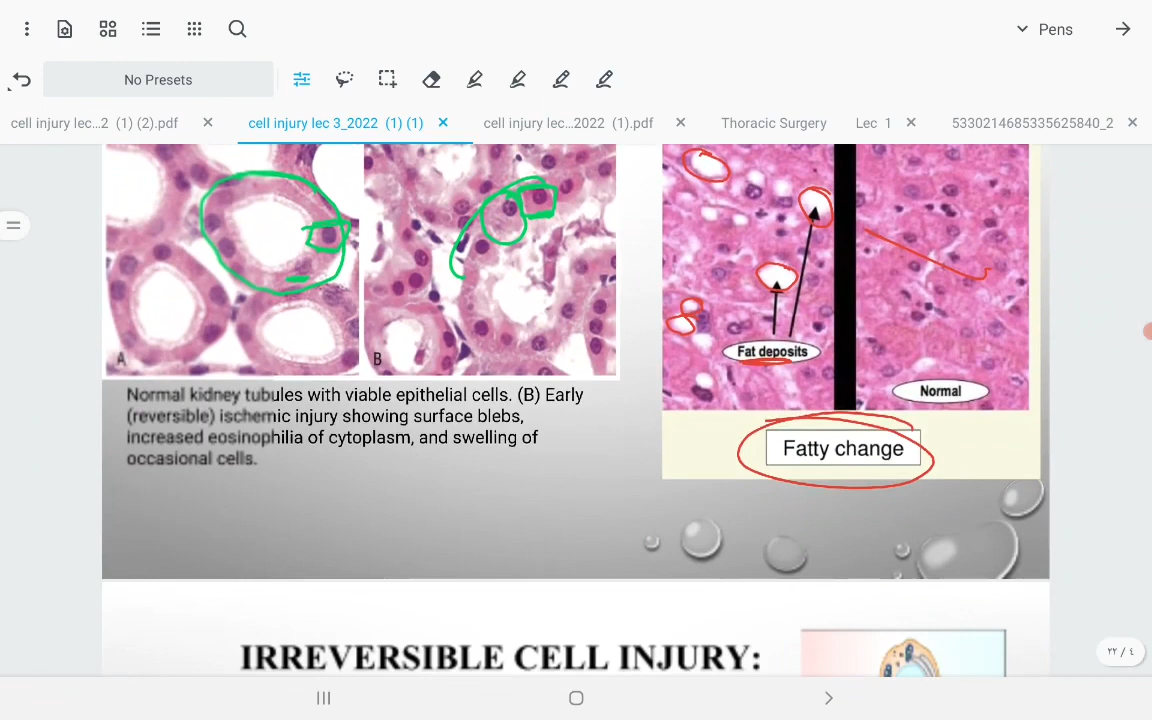 Pens
No Presets
cell injury lec...2 (1) (2).pdf
cell injury lec 3_2022 (1) (1)
cell injury lec...2022 (1).pdf
Thoracic Surgery Lec 1
5330214685335625840_2
A
B
Fat deposits
Normal
Normal kidney tubules with viable epithelial cells. (B) Early
(reversible) ischemic injury showing surface blebs,
increased eosinophilia of cytoplasm, and swelling of
occasional cells.
Fatty change
IRREVERSIBLE CELL INJURY:
٢٢ / ٤